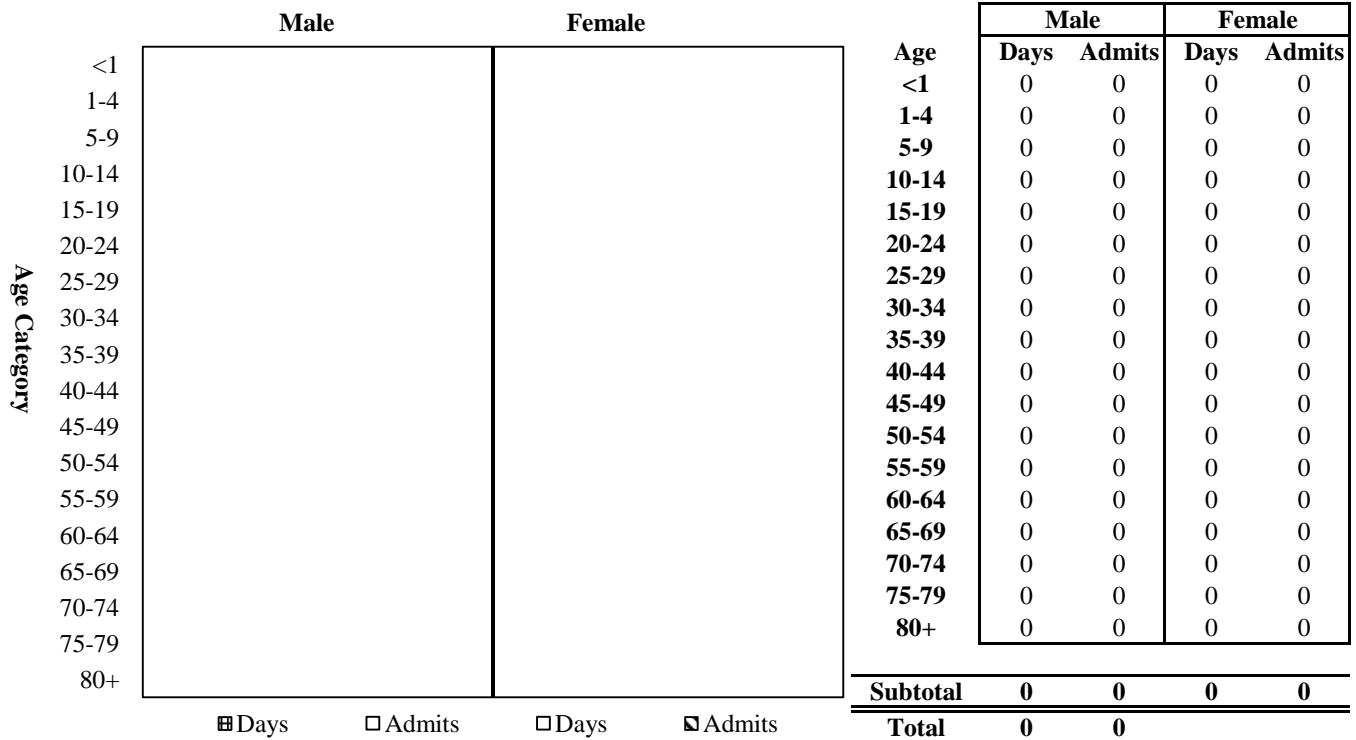 Male Female
<1
1-4
5-9
10-14
15-19
20-24
25-29
30-34
35-39
40-44
45-49
50-54
55-59
60-64
65-69
70-74
75-79
80+
Age Category
Days Admits Days Admits
Male Female
Age Days Admits Days Admits
<1 0 0 0 0
1-4 0 0 0 0
5-9 0 0 0 0
10-14 0 0 0 0
15-19 0 0 0 0
20-24 0 0 0 0
25-29 0 0 0 0
30-34 0 0 0 0
35-39 0 0 0 0
40-44 0 0 0 0
45-49 0 0 0 0
50-54 0 0 0 0
55-59 0 0 0 0
60-64 0 0 0 0
65-69 0 0 0 0
70-74 0 0 0 0
75-79 0 0 0 0
80+ 0 0 0 0
Subtotal 0 0 0 0
Total 0 0